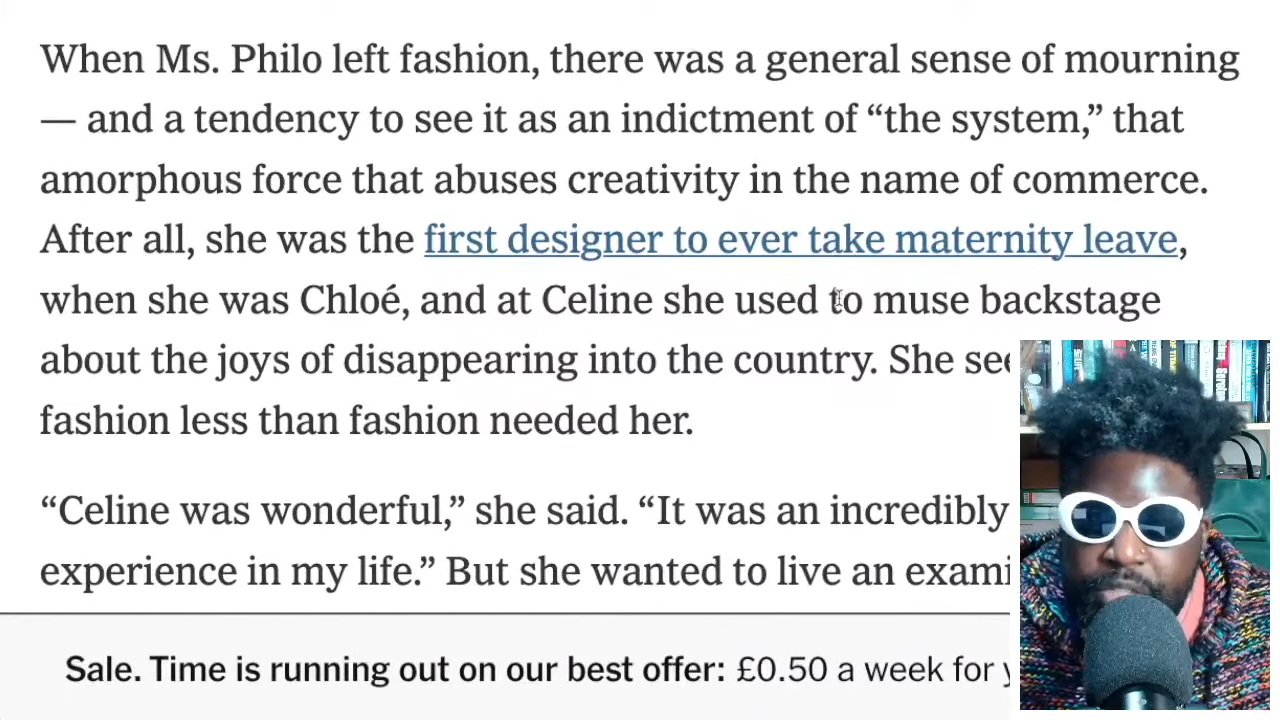 When Ms. Philo left fashion, there was a general sense of mourning
— and a tendency to see it as an indictment of “the system,” that
amorphous force that abuses creativity in the name of commerce.
After all, she was the first designer to ever take maternity leave,
when she was Chloé, and at Celine she used to muse backstage
about the joys of disappearing into the country. She
fashion less than fashion needed her.
“Celine was wonderful,” she said. “It was an incredibly
experience in my life.” But she wanted to live an
Sale. Time is running out on our best offer: £0.50 a week for